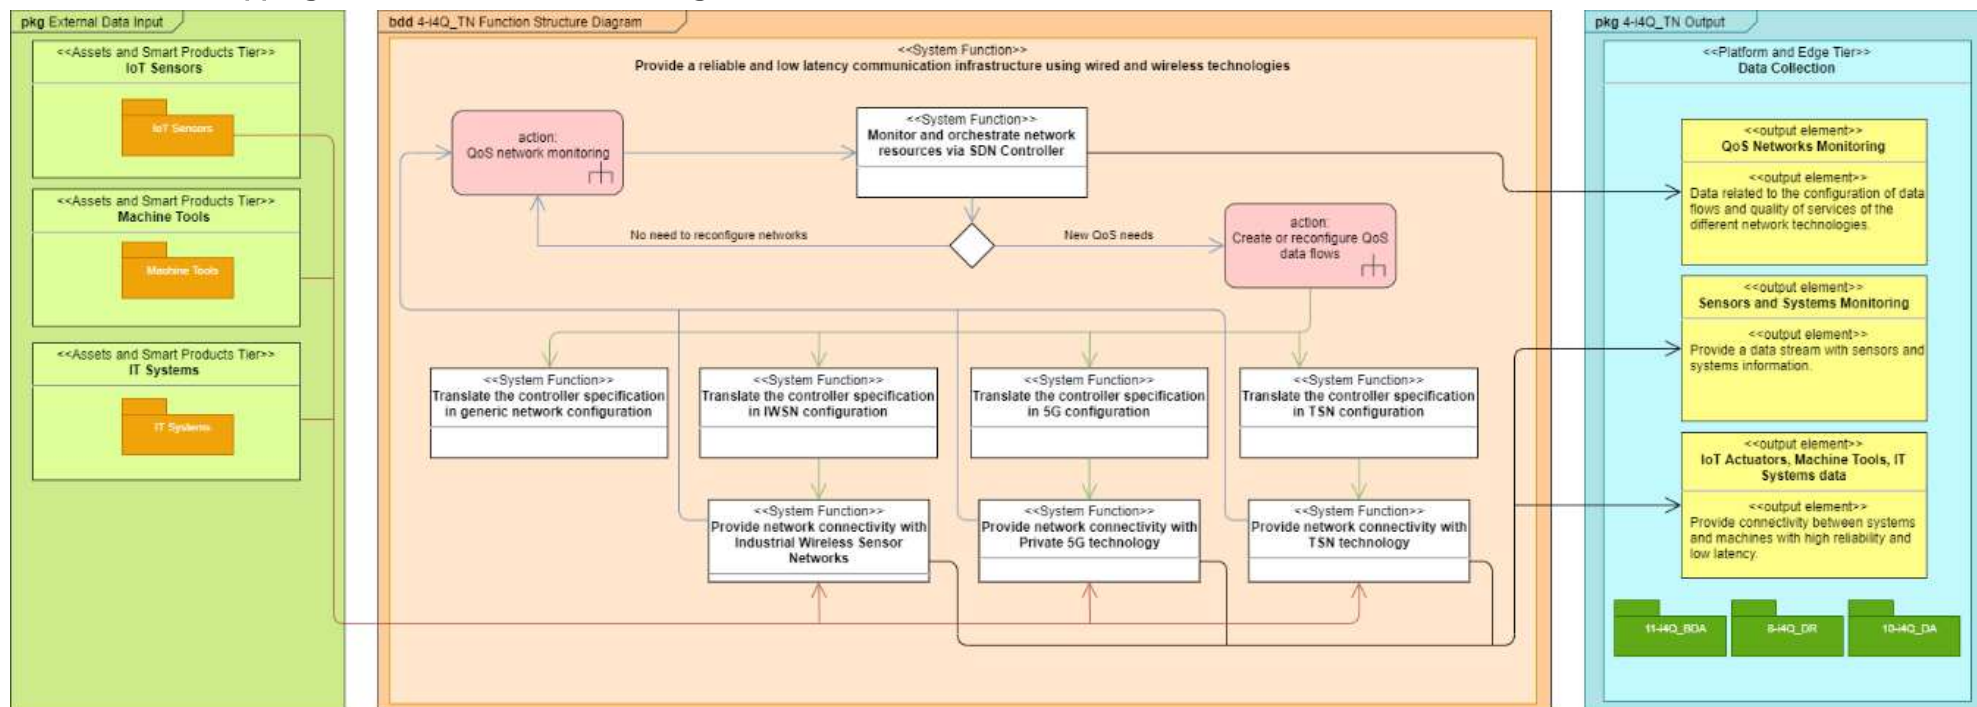 pkg External Data Input
<<Assets and Smart Products Tier>>
IoT Sensors
IoT Sensors
<<Assets and Smart Products Tier>>
Machine Tools
Machine Tools
<<Assets and Smart Products Tier>>
IT Systems
IT Systems
bdd 4-i4Q_TN Function Structure Diagram
<<System Function>>
Provide a reliable and low latency communication infrastructure using wired and wireless technologies
action:
QoS network monitoring
<<System Function>>
Monitor and orchestrate network
resources via SDN Controller
No need to reconfigure networks
New QoS needs
action:
Create or reconfigure QoS
data flows
<<System Function>>
Translate the controller specification
in generic network configuration
<<System Function>>
Translate the controller specification
in IWSN configuration
<<System Function>>
Translate the controller specification
in 5G configuration
<<System Function>>
Translate the controller specification
in TSN configuration
<<System Function>>
Provide network connectivity with
Industrial Wireless Sensor
Networks
<<System Function>>
Provide network connectivity with
Private 5G technology
<<System Function>>
Provide network connectivity with
TSN technology
pkg 4-i4Q_TN Output
<<Platform and Edge Tier>>
Data Collection
<<output element>>
QoS Networks Monitoring
<<output element>>
Data related to the configuration of data
flows and quality of services of the
different network technologies.
<<output element>>
Sensors and Systems Monitoring
<<output element>>
Provide a data stream with sensors and
systems information.
<<output element>>
IoT Actuators, Machine Tools, IT
Systems data
<<output element>>
Provide connectivity between systems
and machines with high reliability and
low latency.
11-i4Q_BDA
8-i4Q_DR
10-i4Q_DA